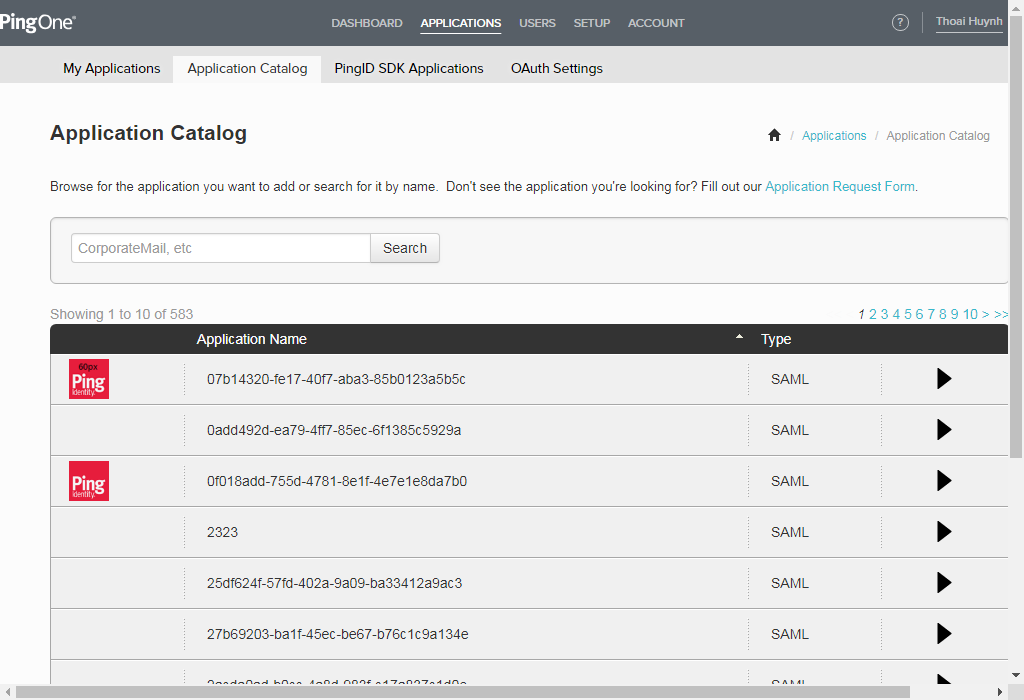 PingOne® DASHBOARD APPLICATIONS USERS SETUP ACCOUNT ? Thoai Huynh
My Applications Application Catalog PingID SDK Applications OAuth Settings
Application Catalog
/ Applications / Application Catalog
Browse for the application you want to add or search for it by name. Don't see the application you're looking for? Fill out our Application Request Form.
CorporateMail, etc Search
Showing 1 to 10 of 583
1 2 3 4 5 6 7 8 9 10 > >>
Application Name Type
60px
Ping
Identity
07b14320-fe17-40f7-aba3-85b0123a5b5c SAML
0add492d-ea79-4ff7-85ec-6f1385c5929a SAML
Ping
Identity
0f018add-755d-4781-8e1f-4e7e1e8da7b0 SAML
2323 SAML
25df624f-57fd-402a-9a09-ba33412a9ac3 SAML
27b69203-ba1f-45ec-be67-b76c1c9a134e SAML
SAML